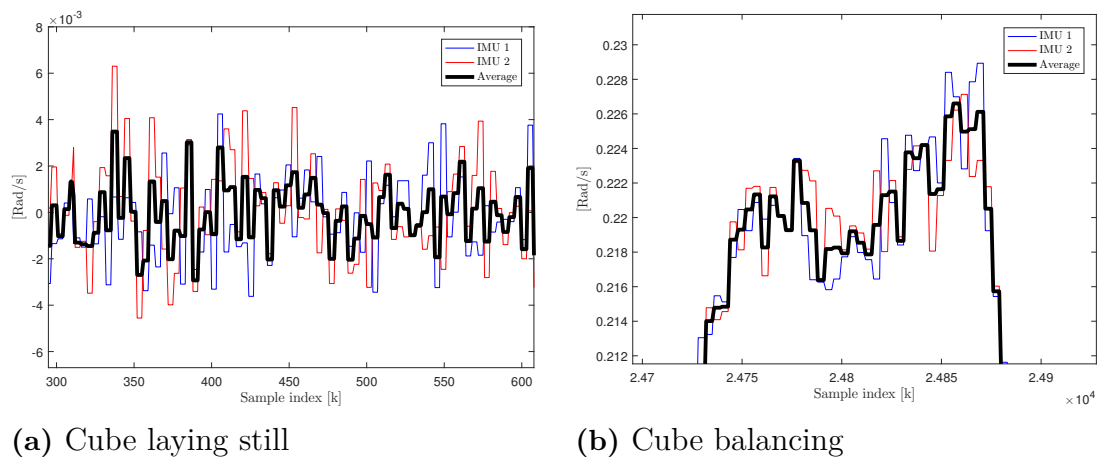 ×10⁻³
8
6
4
2
0
-2
-4
-6
[Rad/s]
300 350 400 450 500 550 600
Sample index [k]
IMU 1
IMU 2
Average
(a) Cube laying still
0.23
0.228
0.226
0.224
0.222
0.22
0.218
0.216
0.214
0.212
[Rad/s]
2.47 2.475 2.48 2.485 2.49
Sample index [k]
×10⁴
IMU 1
IMU 2
Average
(b) Cube balancing